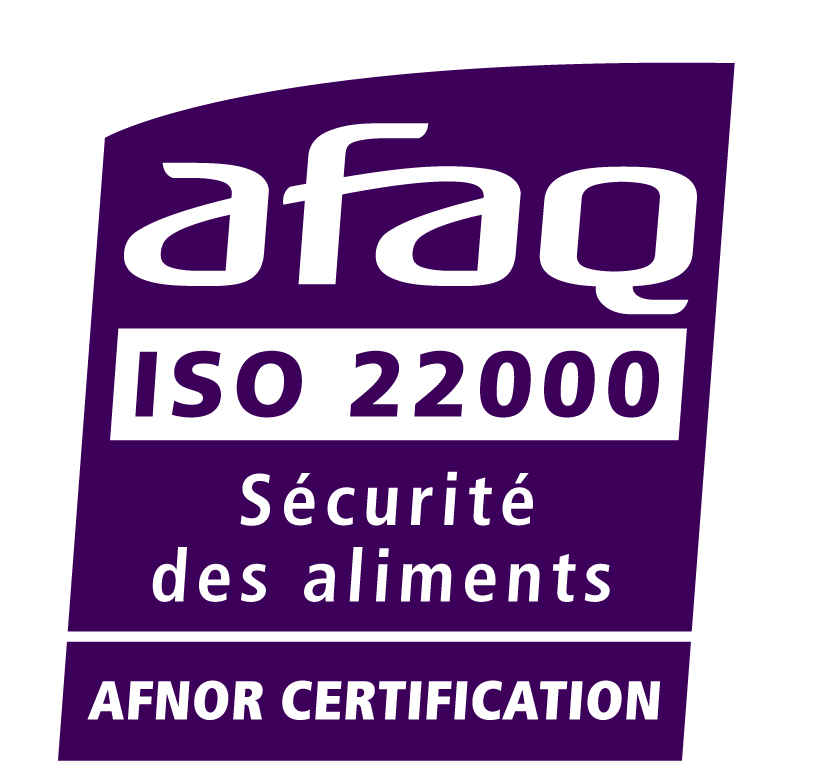 afaq
ISO 22000
Sécurité
des aliments
AFNOR CERTIFICATION